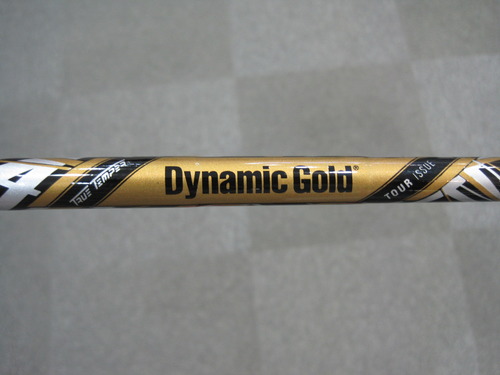 TRUE TEMPER
Dynamic Gold®
TOUR ISSUE